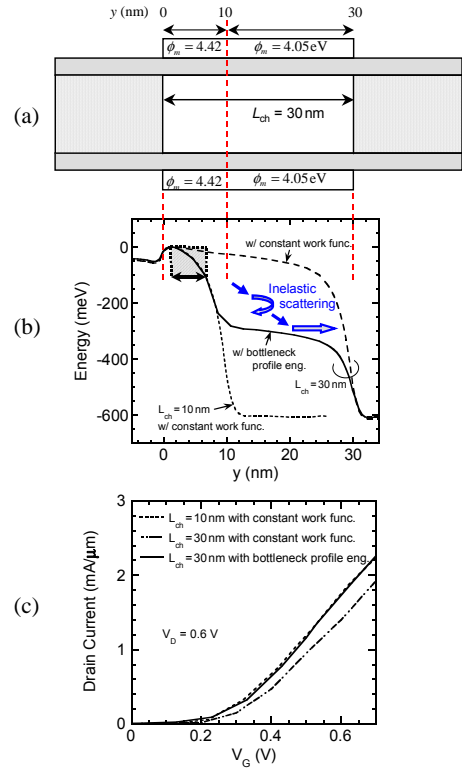 y (nm) 0 10 30
ϕm = 4.42 ϕm = 4.05 eV
(a)
Lch = 30 nm
ϕm = 4.42 ϕm = 4.05 eV
(b)
Energy (meV)
0
-200
-400
-600
w/ constant work func.
Inelastic
scattering
w/ bottleneck
profile eng.
Lch = 30 nm
Lch = 10 nm
w/ constant work func.
0 10 20 30
y (nm)
(c)
Drain Current (mA/μm)
3
2
1
0
Lch = 10 nm with constant work func.
Lch = 30 nm with constant work func.
Lch = 30 nm with bottleneck profile eng.
VD = 0.6 V
0 0.2 0.4 0.6
VG (V)